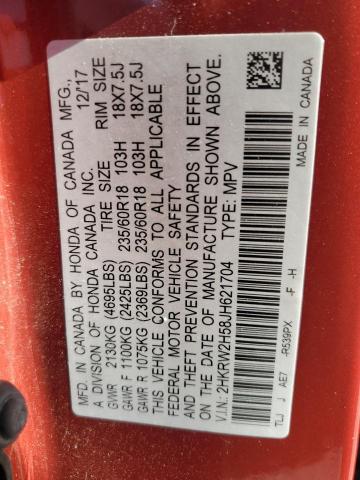 MADE IN CANADA BY HONDA OF CANADA MFG.,
A DIVISION OF HONDA CANADA INC. 12/17
TIRE SIZE RIM SIZE
GVWR 2130KG (4695LBS)
GAWR F 1100KG (2425LBS) 235/60R18 103H 18X7.5J
GAWR R 1075KG (2369LBS) 235/60R18 103H 18X7.5J
THIS VEHICLE CONFORMS TO ALL APPLICABLE
FEDERAL MOTOR VEHICLE SAFETY
AND THEFT PREVENTION STANDARDS IN EFFECT
ON THE DATE OF MANUFACTURE SHOWN ABOVE.
V.I.N: 2HKRW2H58JH621704 TYPE: MPV
-R539PX -F -H
TLJ J AE7 MADE IN CANADA